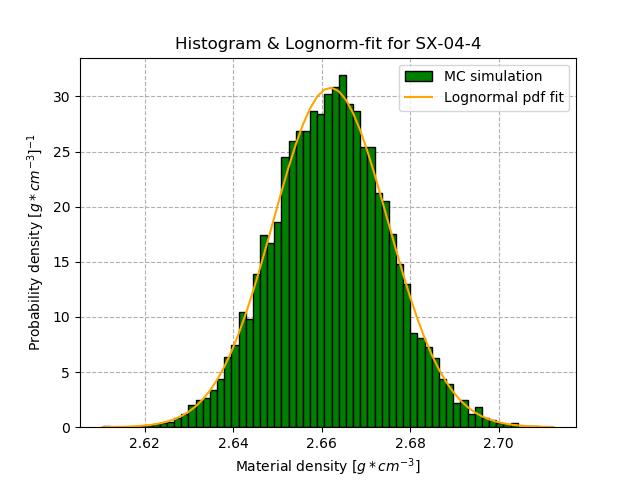 Histogram & Lognorm-fit for SX-04-4
MC simulation
Lognormal pdf fit
30
25
20
15
10
5
0
Probability density [g*cm⁻³]⁻¹
2.62 2.64 2.66 2.68 2.70
Material density [g*cm⁻³]